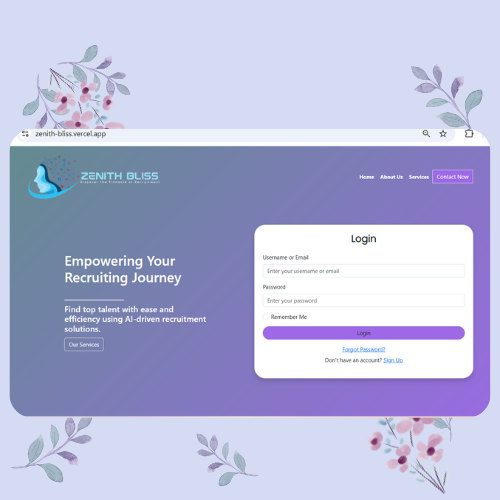 zenith-bliss.vercel.app
ZENITH BLISS
Discover the Pinnacle of Recruitment
Home About Us Services Contact Now
Empowering Your
Recruiting Journey
Find top talent with ease and
efficiency using AI-driven recruitment
solutions.
Our Services
Login
Username or Email
Enter your username or email
Password
Enter your password
Remember Me
Login
Forgot Password?
Don't have an account? Sign Up